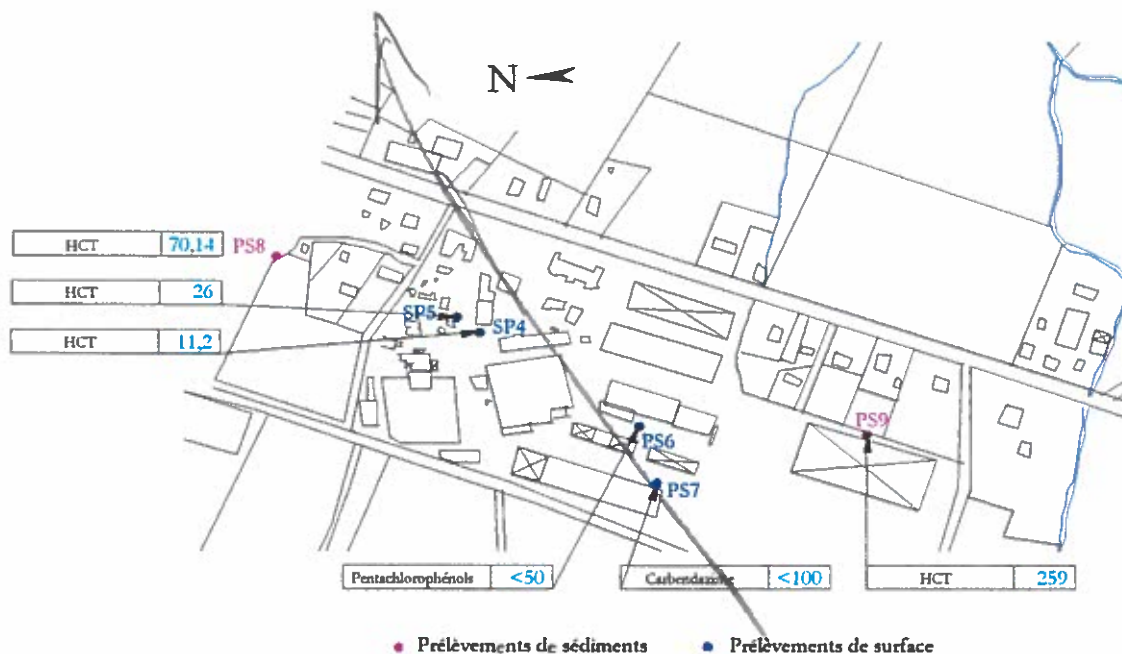 N
HCT 70,14 PS8
HCT 26
SP5
HCT 11,2
SP4
PS9
PS6
PS7
Pentachlorophénols <50
Carbendazime <100
HCT 259
Prélèvements de sédiments
Prélèvements de surface